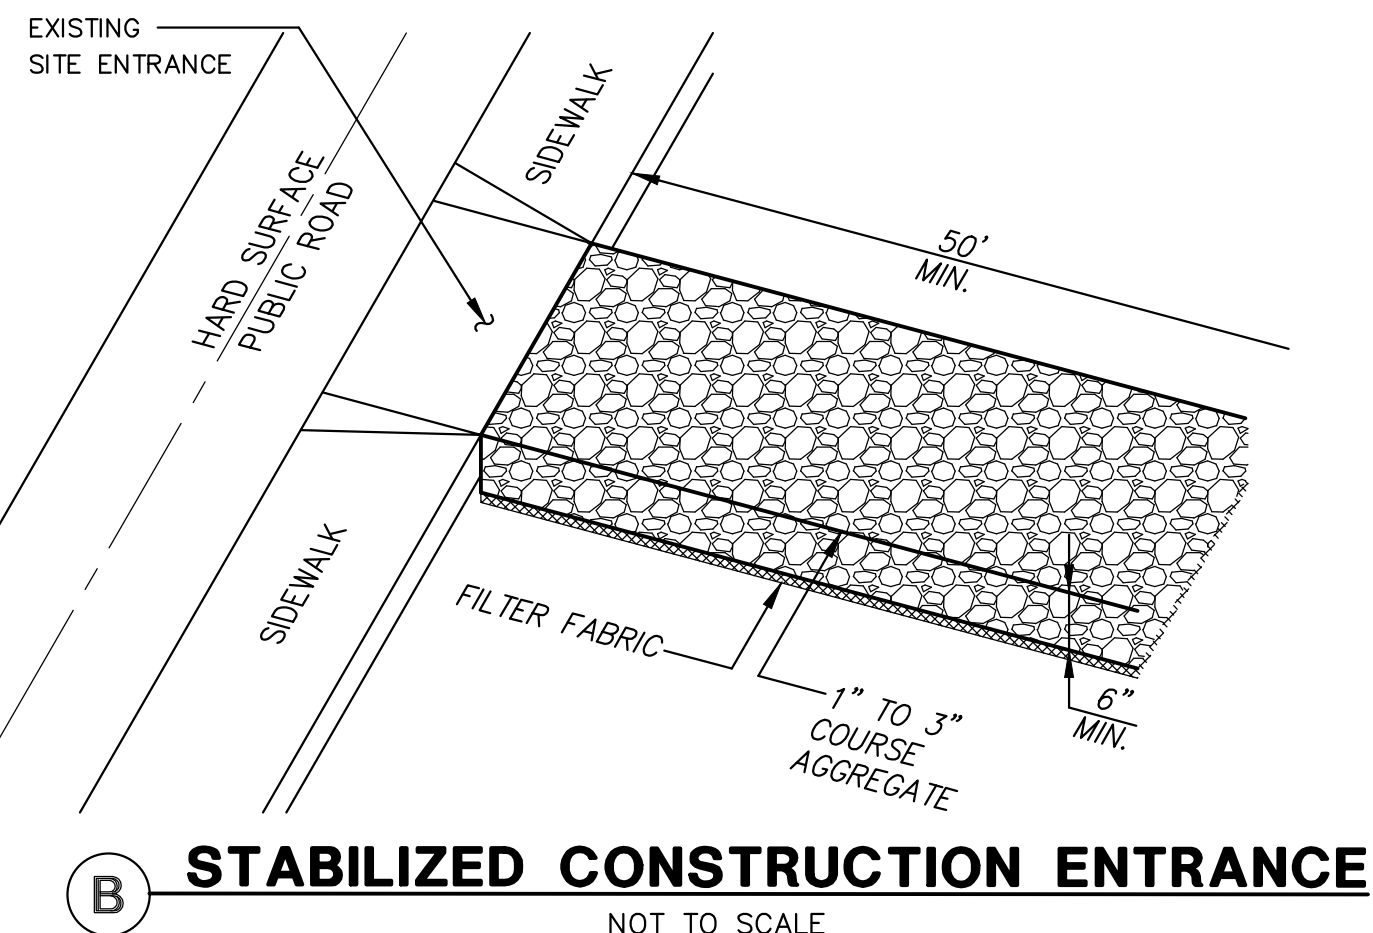 EXISTING
SITE ENTRANCE
SIDEWALK
HARD SURFACE
PUBLIC ROAD
50'
MIN.
SIDEWALK
FILTER FABRIC
1" TO 3"
COURSE
AGGREGATE
6"
MIN.
B
STABILIZED CONSTRUCTION ENTRANCE
NOT TO SCALE